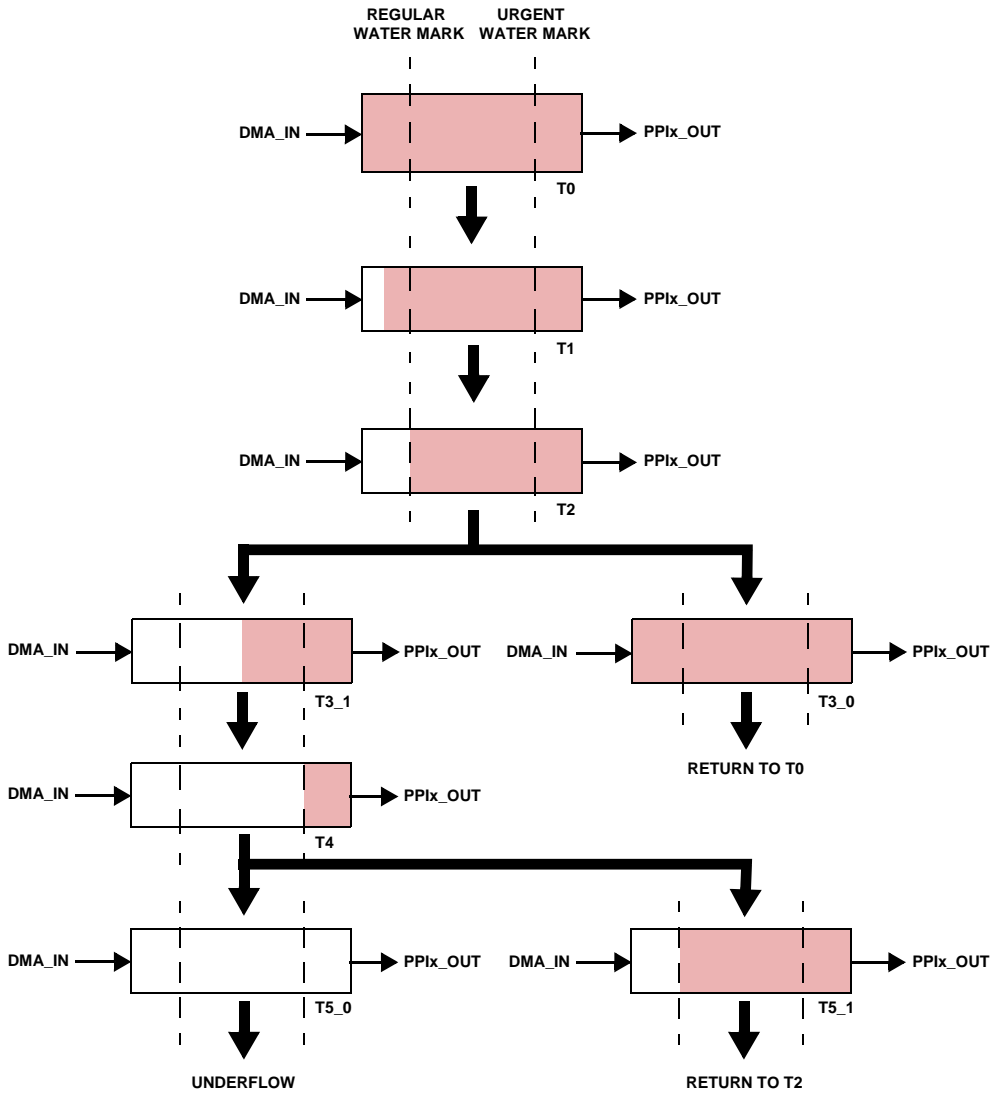 REGULAR
WATER MARK
URGENT
WATER MARK
DMA_IN
PPIx_OUT
T0
DMA_IN
PPIx_OUT
T1
DMA_IN
PPIx_OUT
T2
DMA_IN
PPIx_OUT
T3_1
DMA_IN
PPIx_OUT
T3_0
RETURN TO T0
DMA_IN
PPIx_OUT
T4
DMA_IN
PPIx_OUT
T5_0
UNDERFLOW
DMA_IN
PPIx_OUT
T5_1
RETURN TO T2